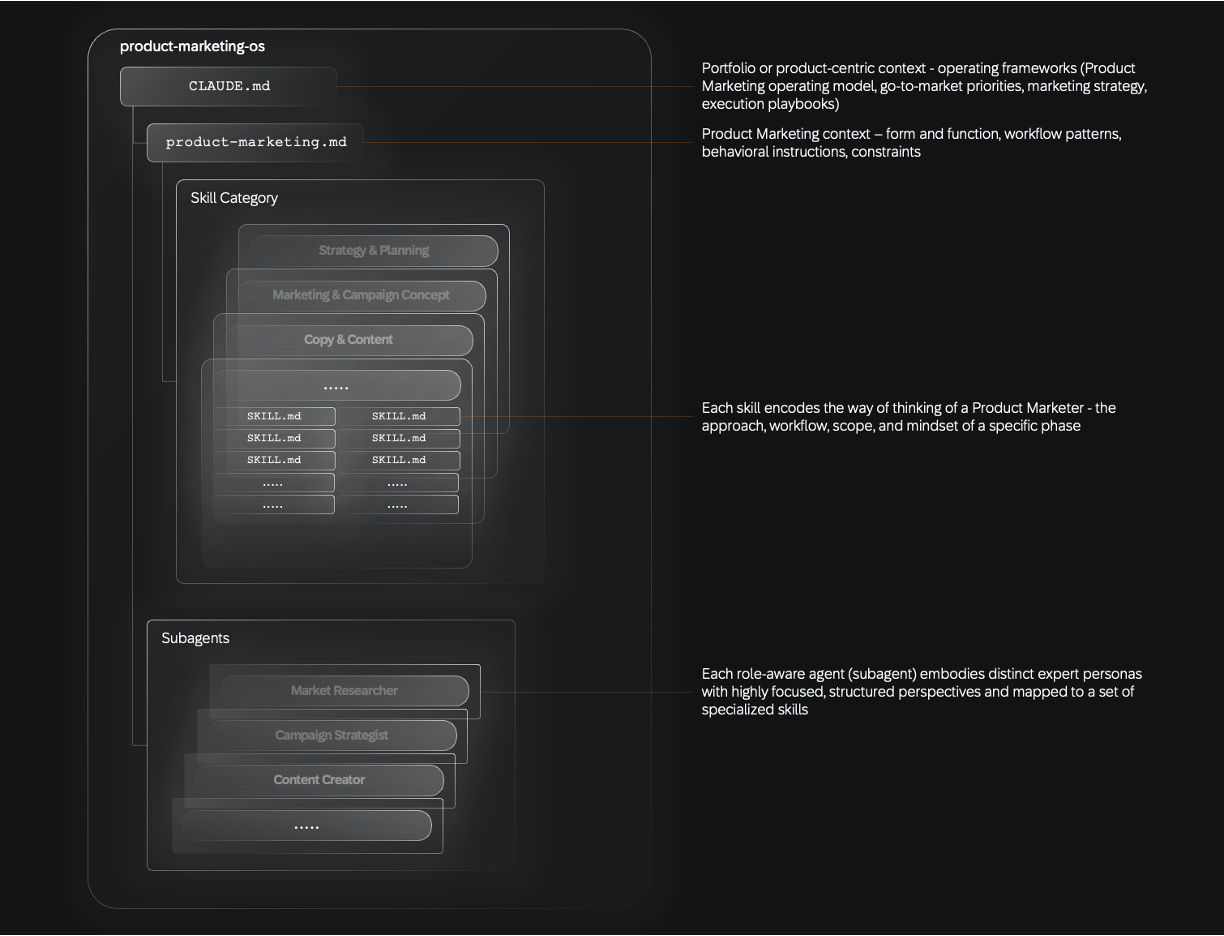 product-marketing-os
CLAUDE.md
Portfolio or product-centric context - operating frameworks (Product
Marketing operating model, go-to-market priorities, marketing strategy,
execution playbooks)
product-marketing.md
Product Marketing context – form and function, workflow patterns,
behavioral instructions, constraints
Skill Category
Strategy & Planning
Marketing & Campaign Concept
Copy & Content
.....
SKILL.md SKILL.md
Each skill encodes the way of thinking of a Product Marketer - the
approach, workflow, scope, and mindset of a specific phase
SKILL.md SKILL.md
SKILL.md SKILL.md
..... .....
..... .....
Subagents
Market Researcher
Each role-aware agent (subagent) embodies distinct expert personas
with highly focused, structured perspectives and mapped to a set of
specialized skills
Campaign Strategist
Content Creator
.....